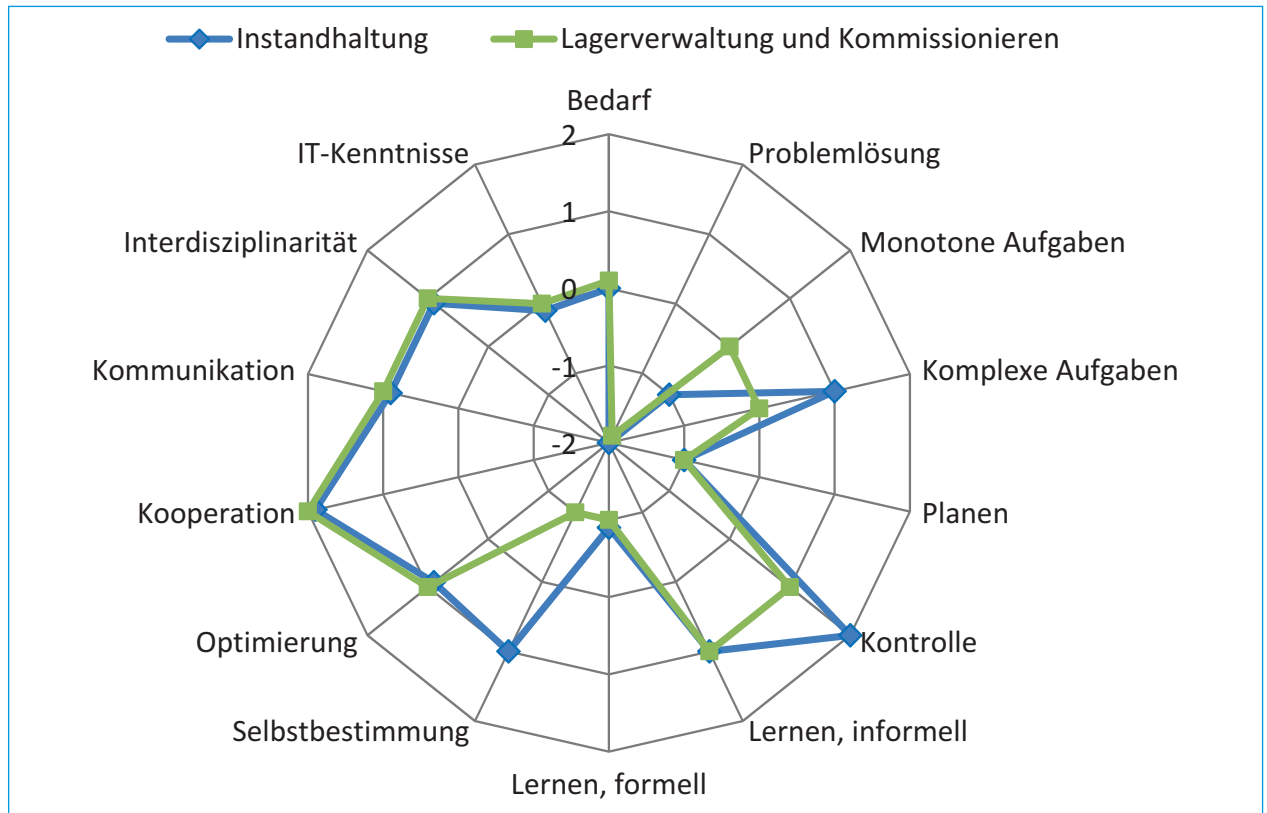 Instandhaltung
Lagerverwaltung und Kommissionieren
Bedarf
Problemlösung
Monotone Aufgaben
Komplexe Aufgaben
Planen
Kontrolle
Lernen, informell
Lernen, formell
Selbstbestimmung
Optimierung
Kooperation
Kommunikation
Interdisziplinarität
IT-Kenntnisse
2
1
0
-1
-2